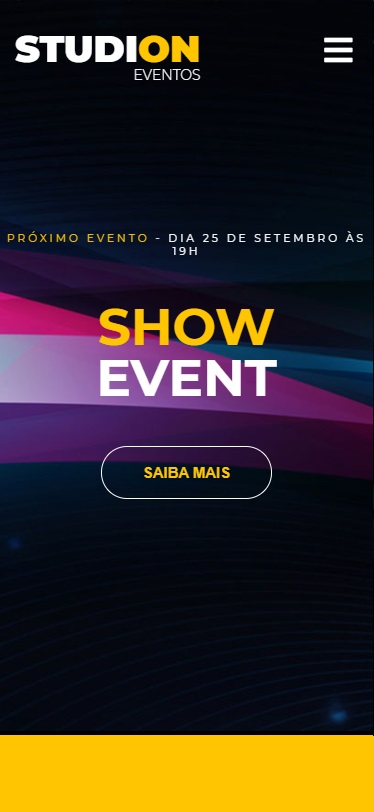 STUDION
EVENTOS
PRÓXIMO EVENTO - DIA 25 DE SETEMBRO ÀS
19H
SHOW
EVENT
SAIBA MAIS